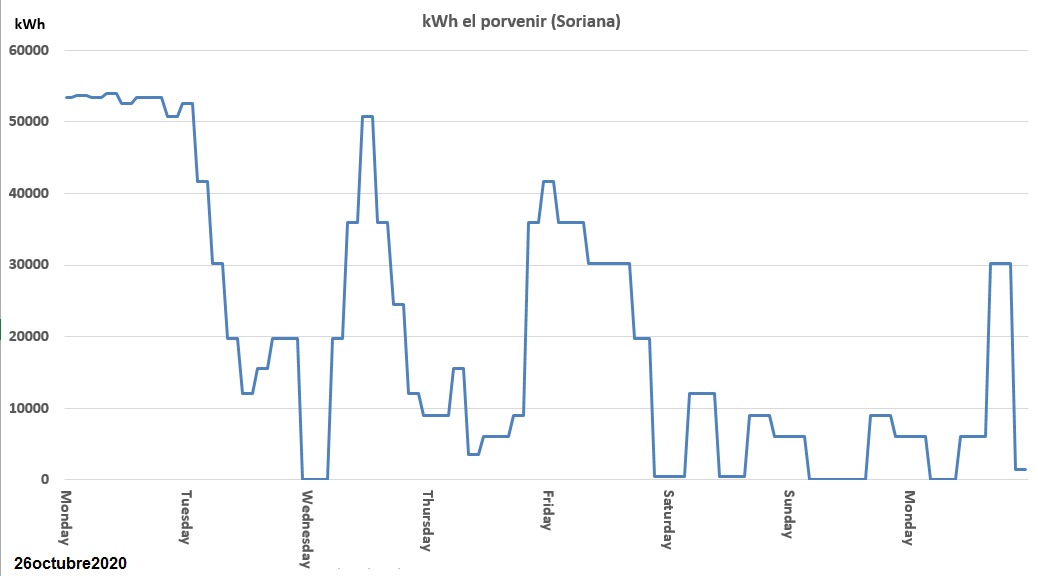 kWh el porvenir (Soriana)
kWh
60000
50000
40000
30000
20000
10000
0
Monday
Tuesday
Wednesday
Thursday
Friday
Saturday
Sunday
Monday
26octubre2020